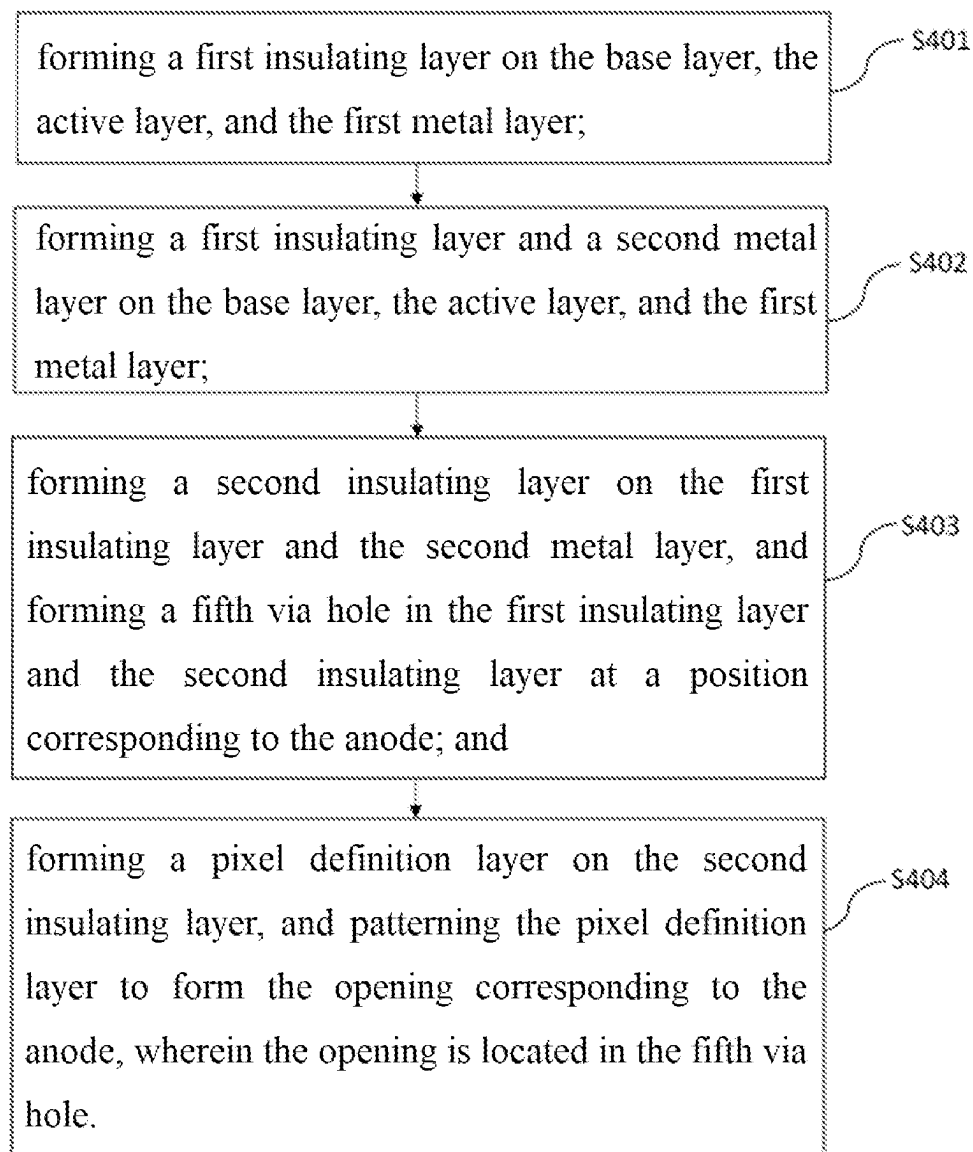 forming a first insulating layer on the base layer, the
active layer, and the first metal layer;
S401
forming a first insulating layer and a second metal
layer on the base layer, the active layer, and the first
metal layer;
S402
forming a second insulating layer on the first
insulating layer and the second metal layer, and
forming a fifth via hole in the first insulating layer
and the second insulating layer at a position
corresponding to the anode; and
S403
forming a pixel definition layer on the second
insulating layer, and patterning the pixel definition
layer to form the opening corresponding to the
anode, wherein the opening is located in the fifth via
hole.
S404